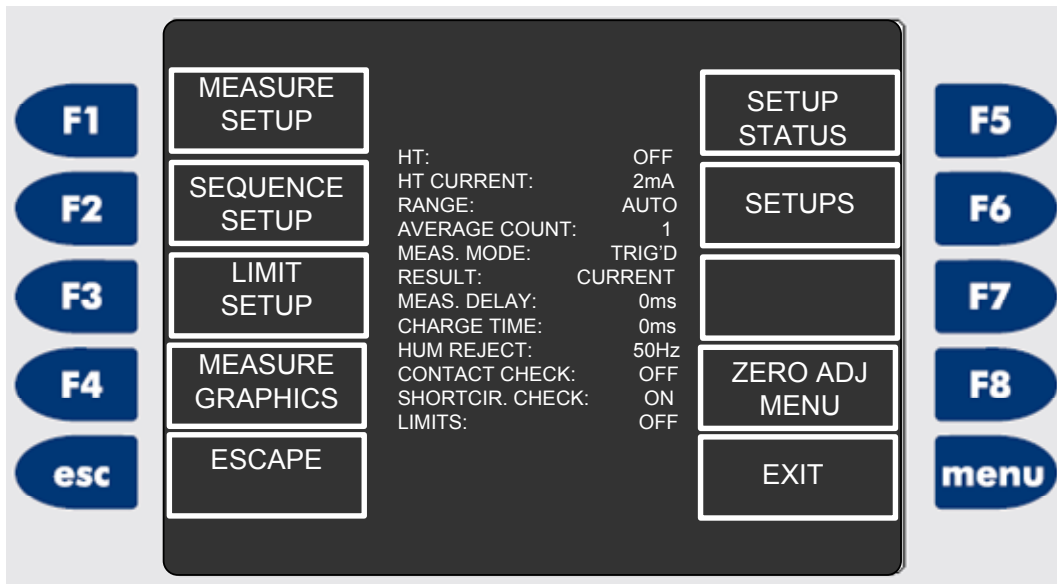 F1
MEASURE
SETUP
F2
SEQUENCE
SETUP
F3
LIMIT
SETUP
F4
MEASURE
GRAPHICS
esc
ESCAPE
HT: OFF
HT CURRENT: 2mA
RANGE: AUTO
AVERAGE COUNT: 1
MEAS. MODE: TRIG'D
RESULT: CURRENT
MEAS. DELAY: 0ms
CHARGE TIME: 0ms
HUM REJECT: 50Hz
CONTACT CHECK: OFF
SHORTCIR. CHECK: ON
LIMITS: OFF
SETUP
STATUS
F5
SETUPS
F6
F7
ZERO ADJ
MENU
F8
EXIT
menu